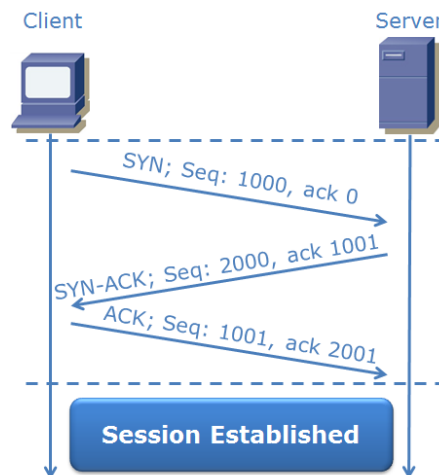 Client
Server
SYN; Seq: 1000, ack 0
SYN-ACK; Seq: 2000, ack 1001
ACK; Seq: 1001, ack 2001
Session Established